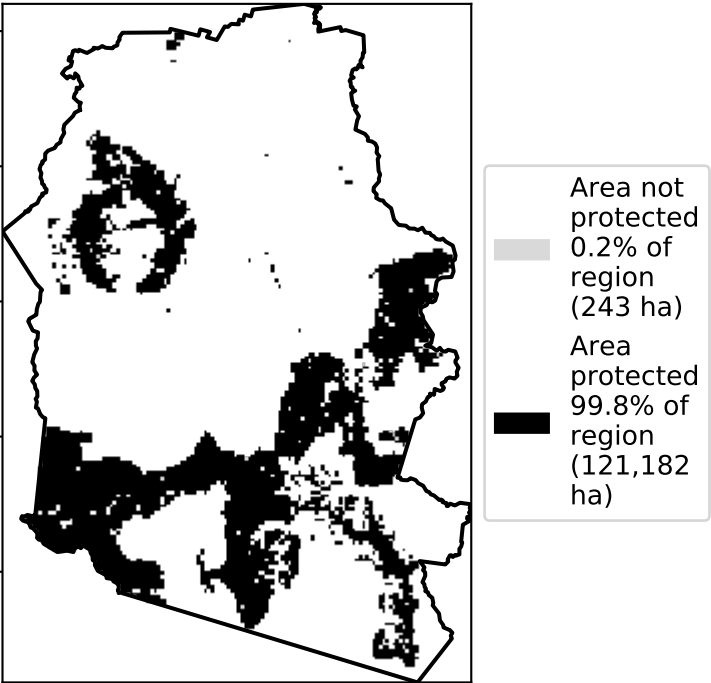 Area not
protected
0.2% of
region
(243 ha)
Area
protected
99.8% of
region
(121,182
ha)